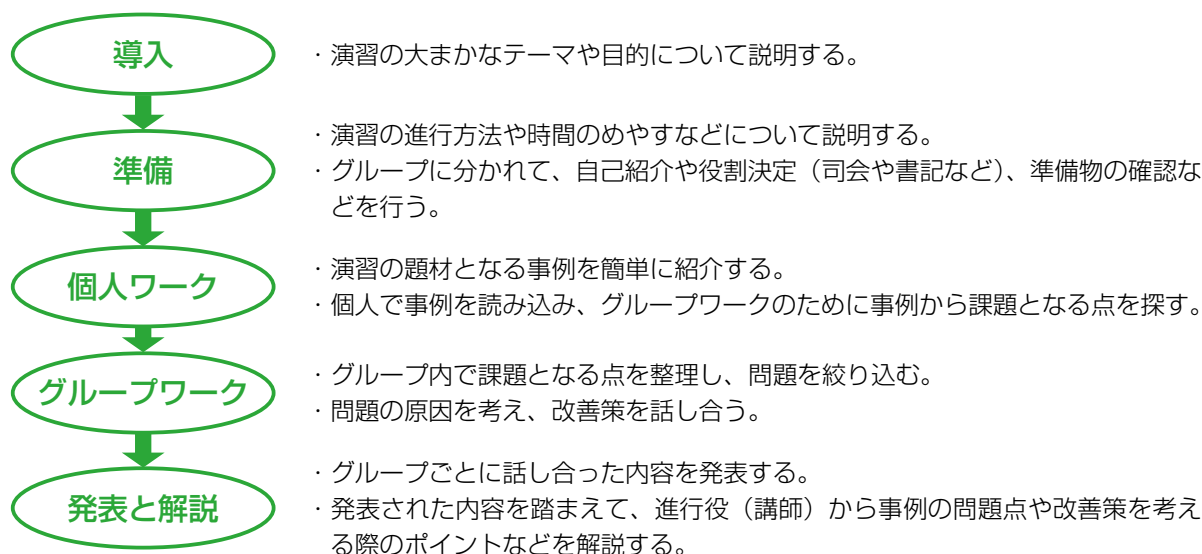 導入
・演習の大まかなテーマや目的について説明する。
準備
・演習の進行方法や時間のめやすなどについて説明する。
・グループに分かれて、自己紹介や役割決定（司会や書記など）、準備物の確認な
どを行う。
個人ワーク
・演習の題材となる事例を簡単に紹介する。
・個人で事例を読み込み、グループワークのために事例から課題となる点を探す。
グループワーク
・グループ内で課題となる点を整理し、問題を絞り込む。
・問題の原因を考え、改善策を話し合う。
発表と解説
・グループごとに話し合った内容を発表する。
・発表された内容を踏まえて、進行役（講師）から事例の問題点や改善策を考え
る際のポイントなどを解説する。